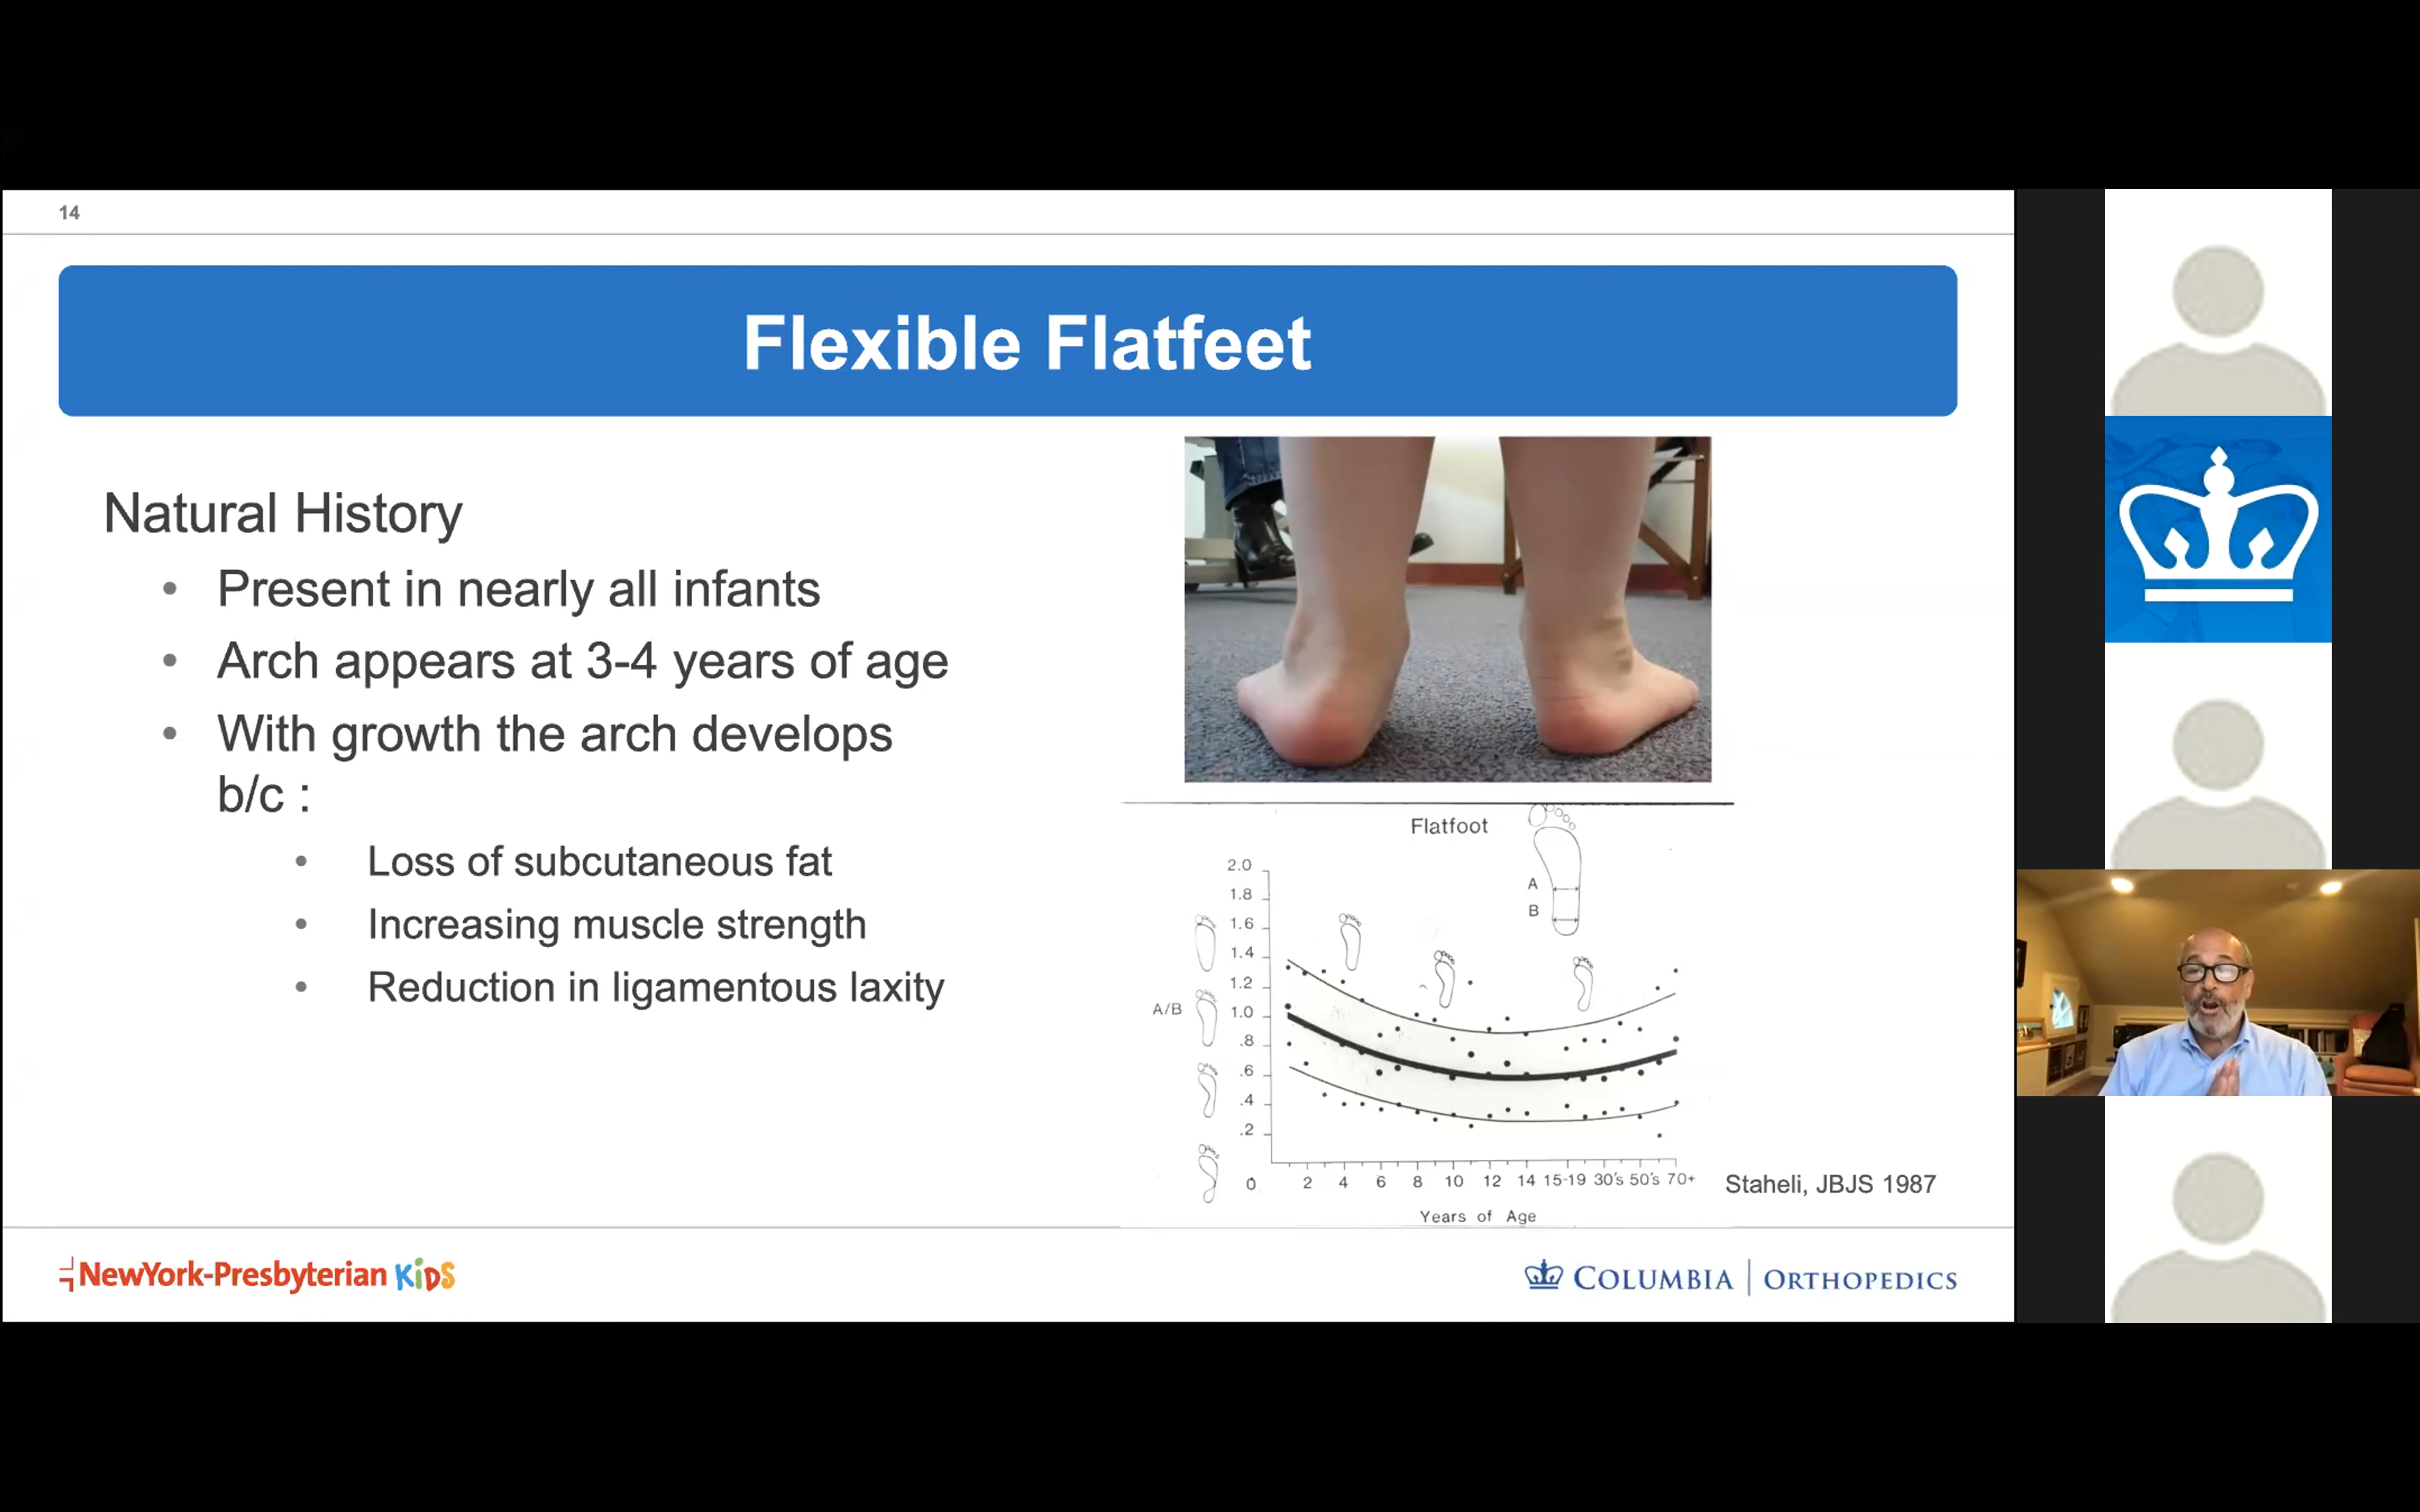 14
Flexible Flatfeet
Natural History
• Present in nearly all infants
• Arch appears at 3-4 years of age
• With growth the arch develops
b/c :
• Loss of subcutaneous fat
• Increasing muscle strength
• Reduction in ligamentous laxity
Flatfoot
A
B
2.0
1.8
1.6
1.4
1.2
A/B
1.0
.8
.6
.4
.2
0 2 4 6 8 10 12 14 15-19 30's 50's 70+
Years of Age
Staheli, JBJS 1987
NewYork-Presbyterian KiDS
COLUMBIA | ORTHOPEDICS